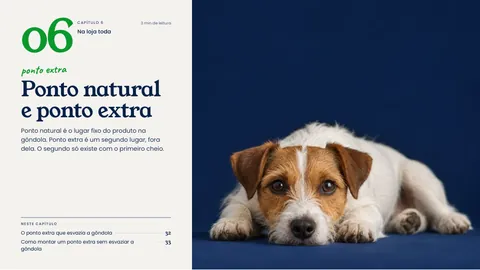 06
CAPÍTULO 6
Na loja toda
3 min de leitura
ponto extra
Ponto natural
e ponto extra
Ponto natural é o lugar fixo do produto na
gôndola. Ponto extra é um segundo lugar, fora
dela. O segundo só existe com o primeiro cheio.
NESTE CAPÍTULO
O ponto extra que esvazia a gôndola 32
Como montar um ponto extra sem esvaziar a 33
gôndola